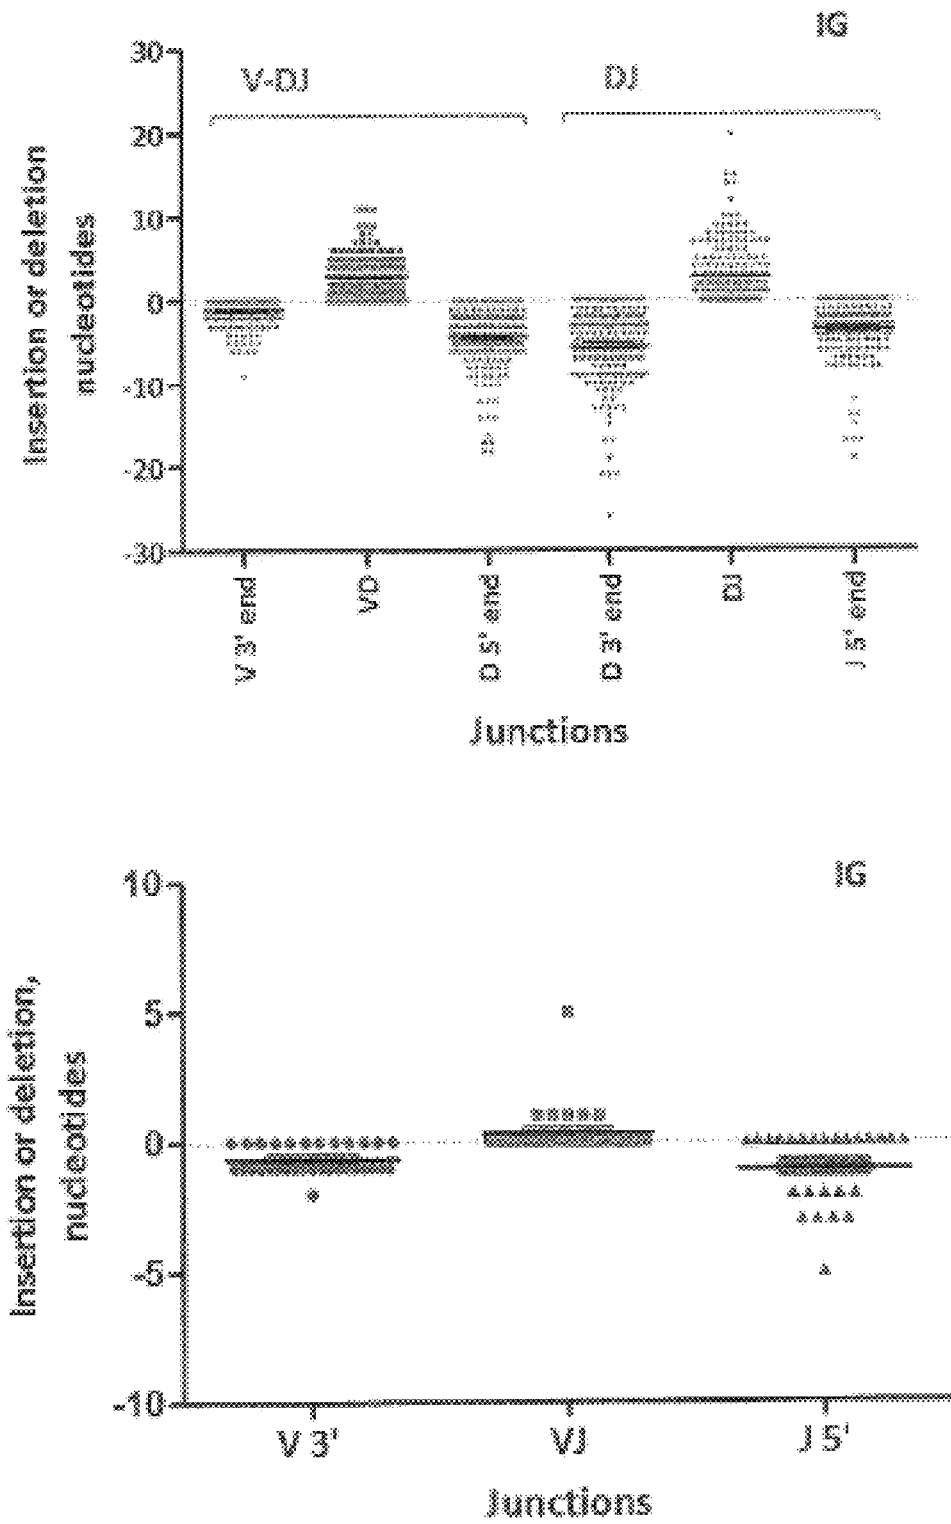 IG
V-DJ DJ
30
20
10
0
-10
-20
-30
Insertion or deletion
nucleotides
V 3' end
VD
D 5' end
D 3' end
DJ
J 5' end
Junctions
IG
10
5
0
-5
-10
Insertion or deletion,
nucleotides
V 3' VJ J 5'
Junctions